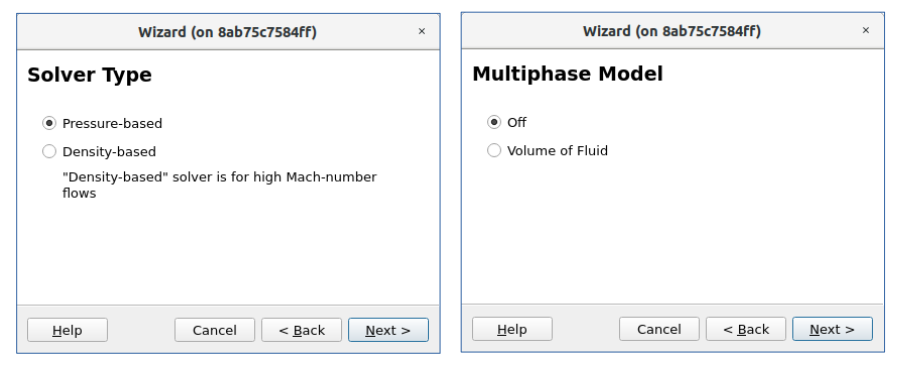 Wizard (on 8ab75c7584ff) ×
Solver Type
Pressure-based
Density-based
"Density-based" solver is for high Mach-number
flows
Help Cancel < Back Next >
Wizard (on 8ab75c7584ff) ×
Multiphase Model
Off
Volume of Fluid
Help Cancel < Back Next >